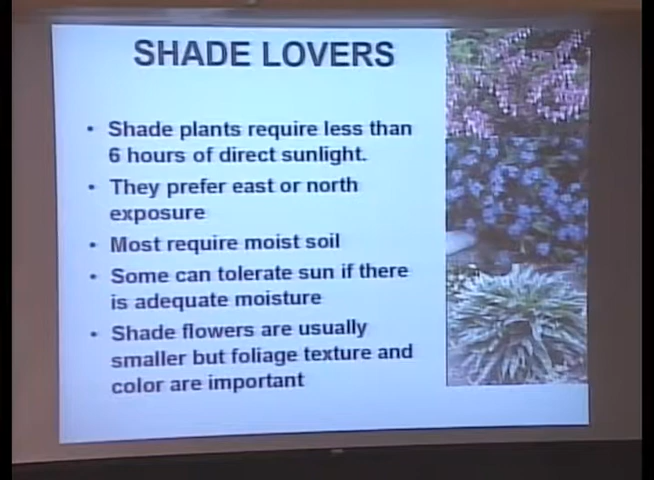 SHADE LOVERS
• Shade plants require less than
6 hours of direct sunlight.
• They prefer east or north
exposure
• Most require moist soil
• Some can tolerate sun if there
is adequate moisture
• Shade flowers are usually
smaller but foliage texture and
color are important